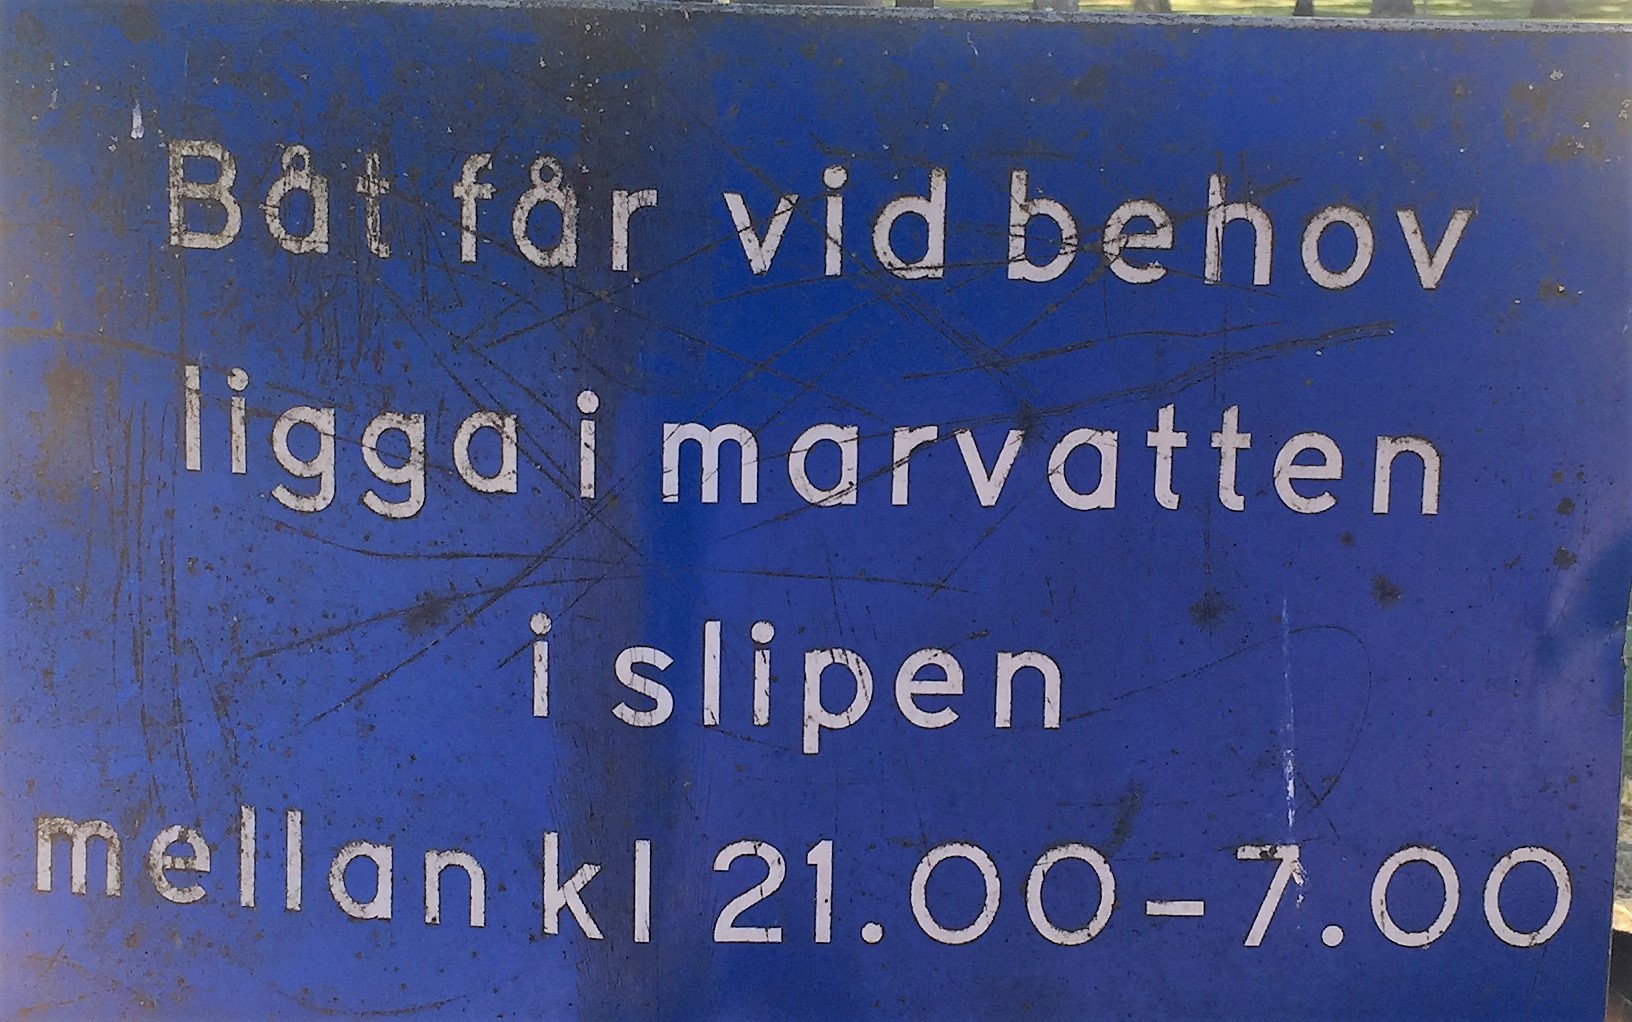 Båt får vid behov
ligga i marvatten
i slipen
mellan kl 21.00-7.00